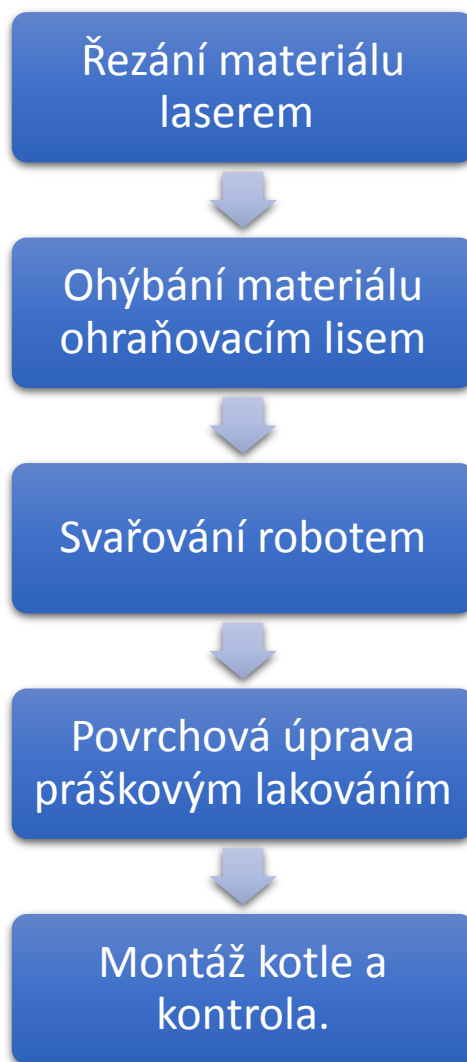 Řezání materiálu
laserem
Ohýbání materiálu
ohraňovacím lisem
Svařování robotem
Povrchová úprava
práškovým lakováním
Montáž kotle a
kontrola.